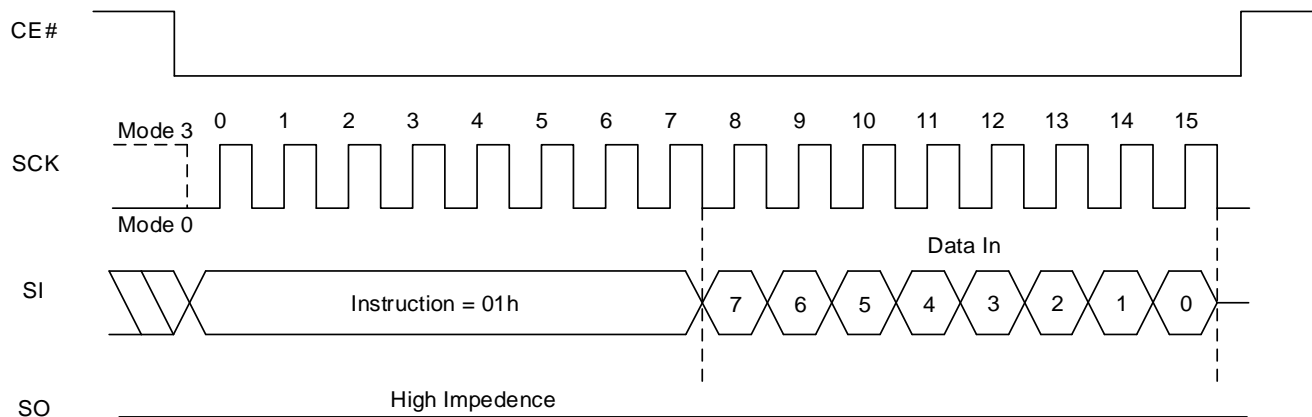 CE#
Mode 3 0 1 2 3 4 5 6 7 8 9 10 11 12 13 14 15
SCK
Mode 0
Data In
SI Instruction = 01h 7 6 5 4 3 2 1 0
High Impedence
SO